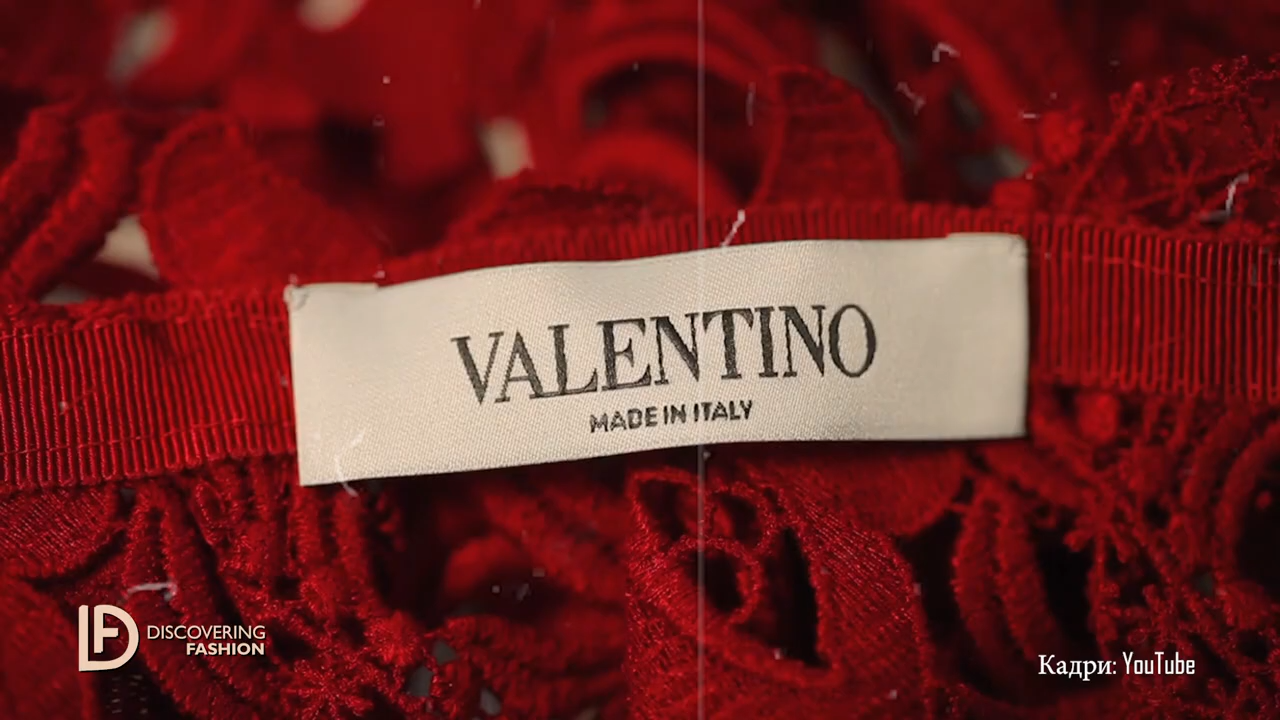 VALENTINO
MADE IN ITALY
DISCOVERING
FASHION
Кадри: YouTube